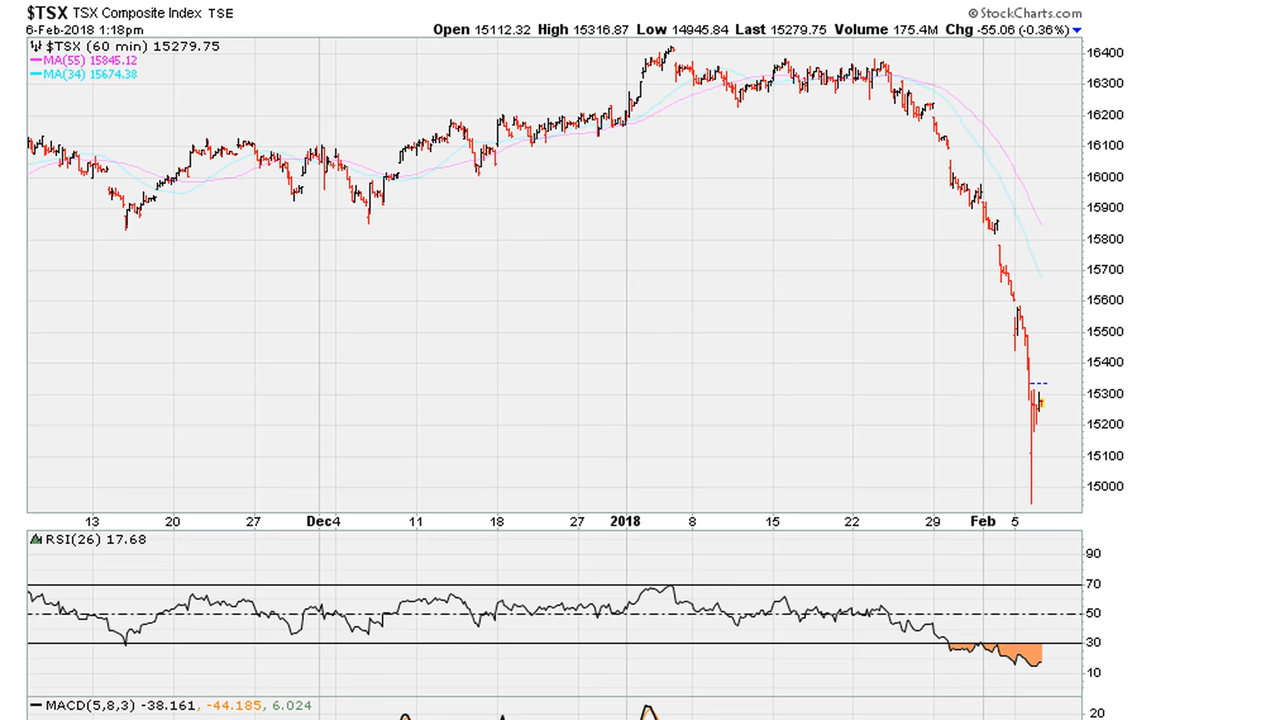 $TSX TSX Composite Index TSE
© StockCharts.com
6-Feb-2018 1:18pm
Open 15112.32 High 15316.87 Low 14945.84 Last 15279.75 Volume 175.4M Chg -55.06 (-0.36%)
$TSX (60 min) 15279.75
MA(55) 15845.12
MA(34) 15674.38
16400
16300
16200
16100
16000
15900
15800
15700
15600
15500
15400
15300
15200
15100
15000
13 20 27 Dec4 11 18 27 2018 8 15 22 29 Feb 5
RSI(26) 17.68
90
70
50
30
10
MACD(5,8,3) -38.161, -44.185, 6.024
20